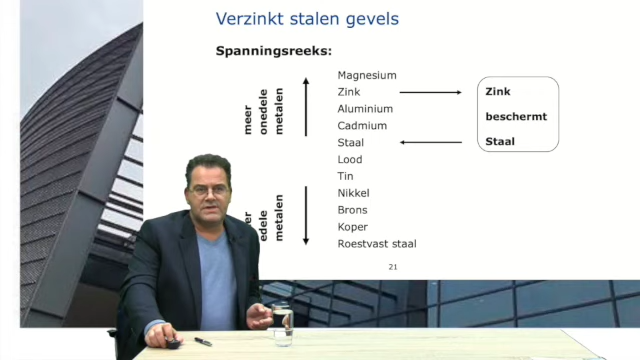 Verzinkt stalen gevels
Spanningsreeks:
meer
onedele
metalen
edele
metalen
Magnesium
Zink
Aluminium
Cadmium
Staal
Lood
Tin
Nikkel
Brons
Koper
Roestvast staal
Zink
beschermt
Staal
21